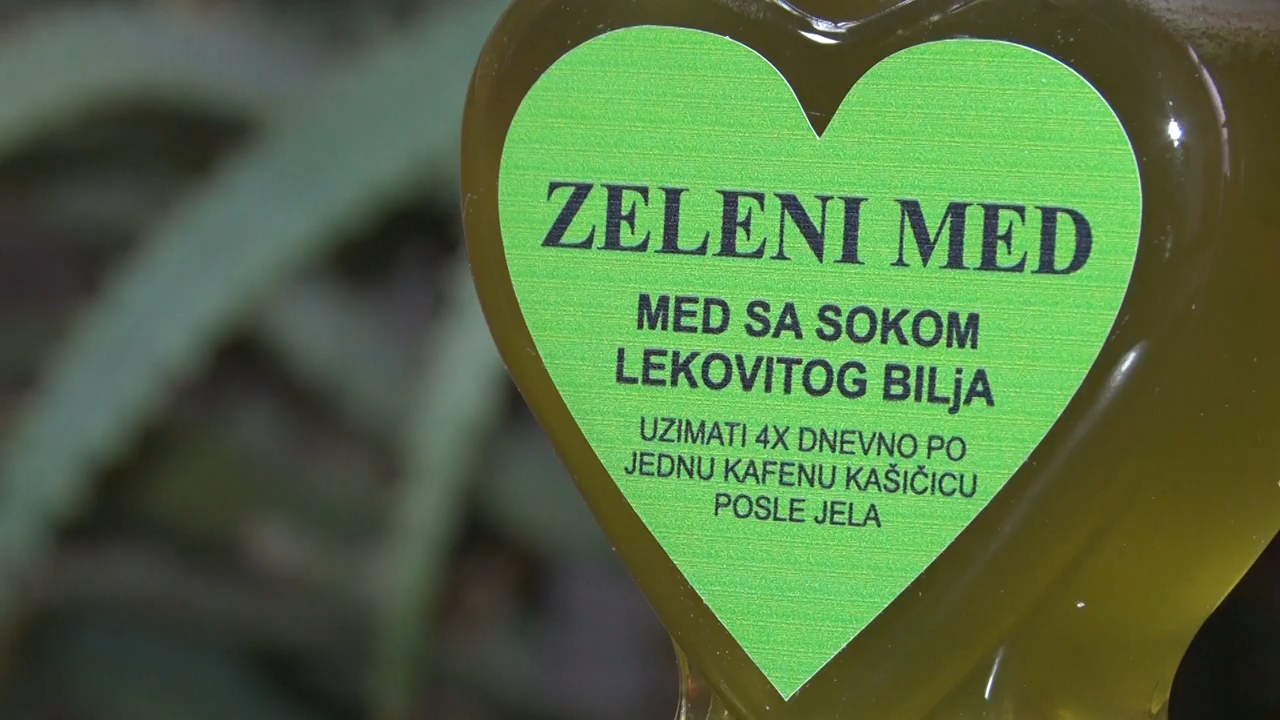 ZELENI MED
MED SA SOKOM
LEKOVITOG BILjA
UZIMATI 4X DNEVNO PO
JEDNU KAFENU KAŠIČICU
POSLE JELA